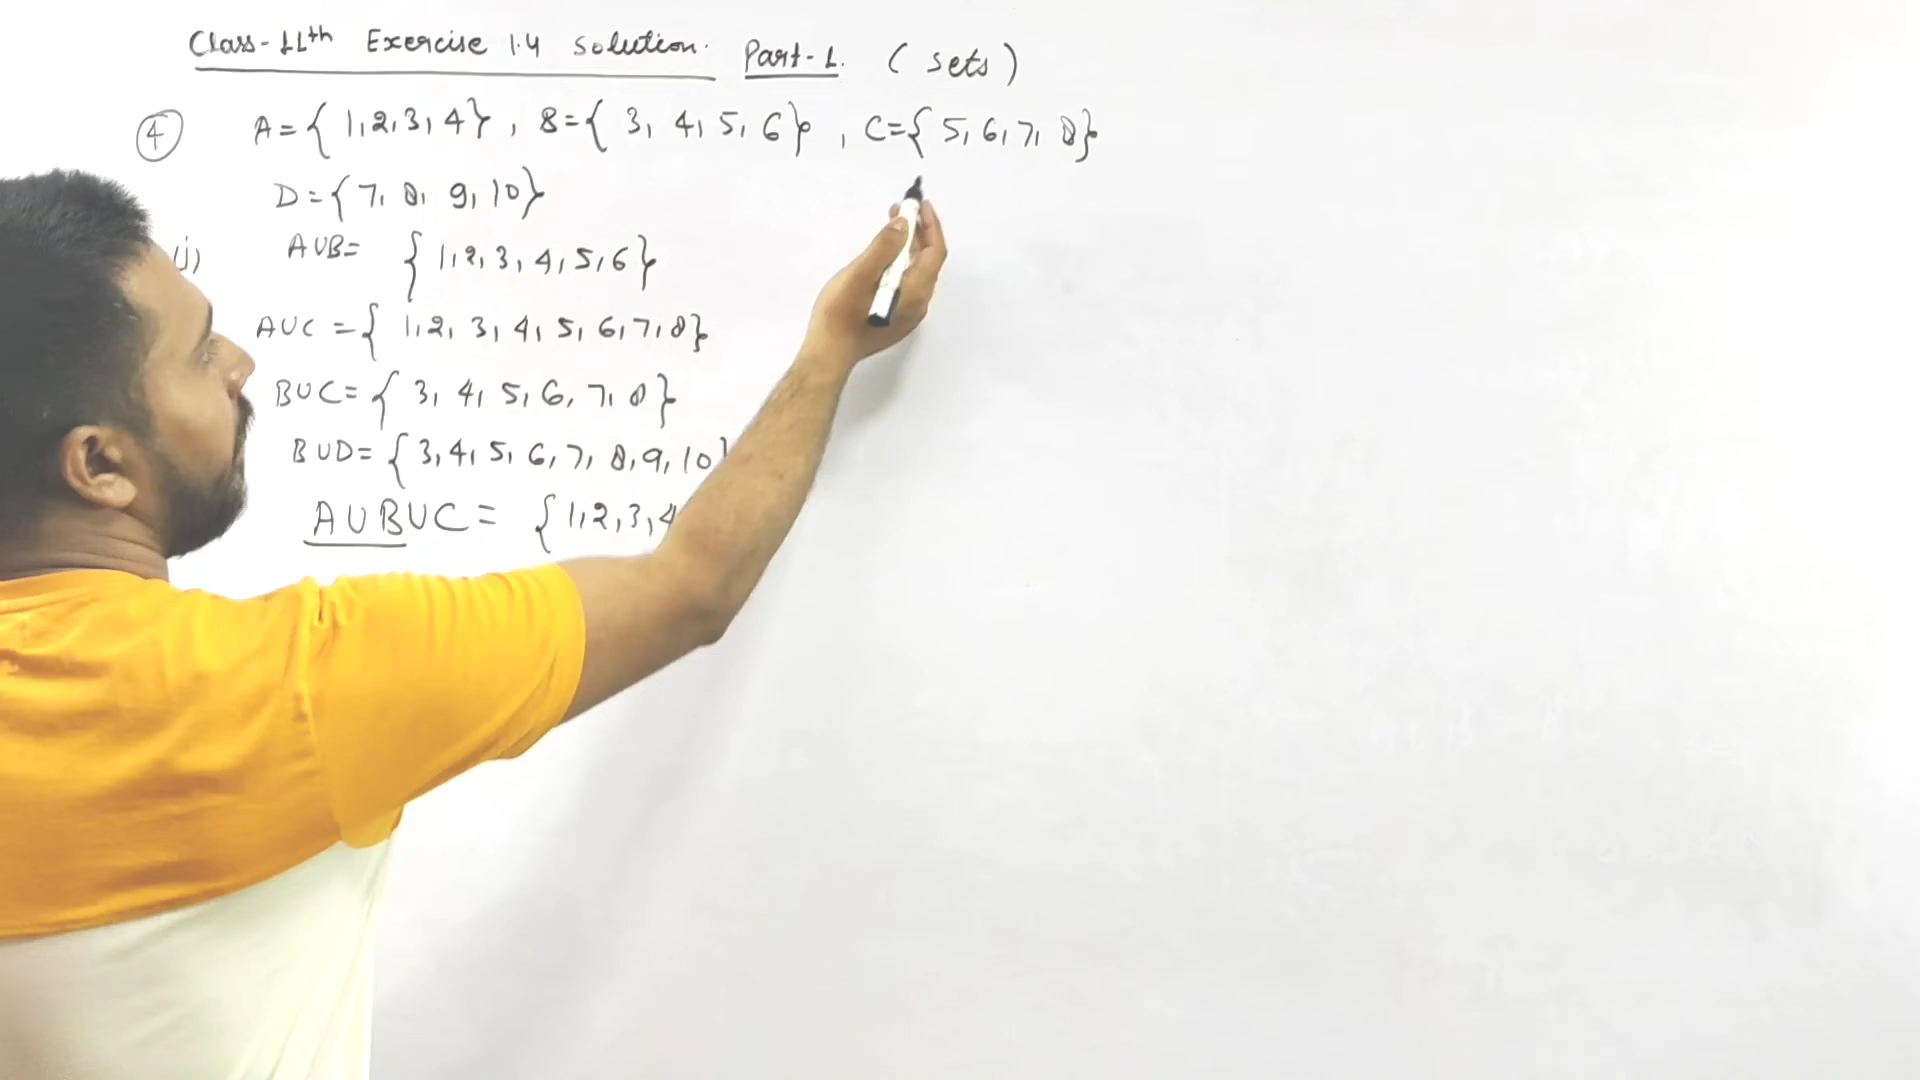 Class-11th Exercise 1.4 solution. Part-1. (Sets)
④ A = { 1, 2, 3, 4 } , B = { 3, 4, 5, 6 } , C = { 5, 6, 7, 8 }
D = { 7, 8, 9, 10 }
(i) A∪B = { 1, 2, 3, 4, 5, 6 }
A∪C = { 1, 2, 3, 4, 5, 6, 7, 8 }
B∪C = { 3, 4, 5, 6, 7, 8 }
B∪D = { 3, 4, 5, 6, 7, 8, 9, 10 }
A∪B∪C = { 1, 2, 3, 4